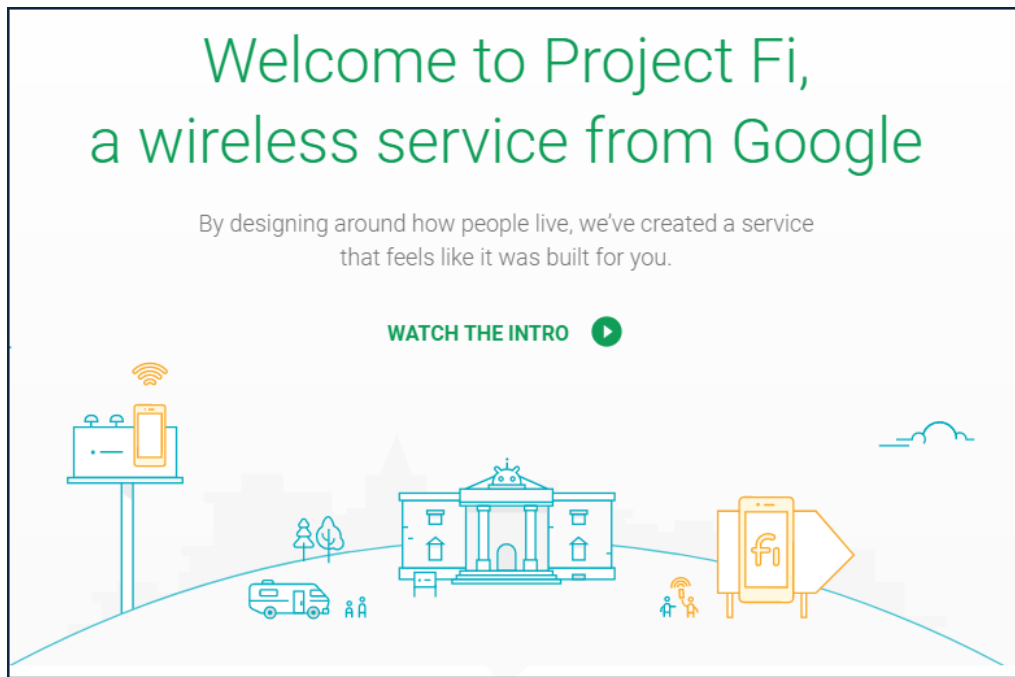 Welcome to Project Fi,
a wireless service from Google
By designing around how people live, we've created a service
that feels like it was built for you.
WATCH THE INTRO
fi